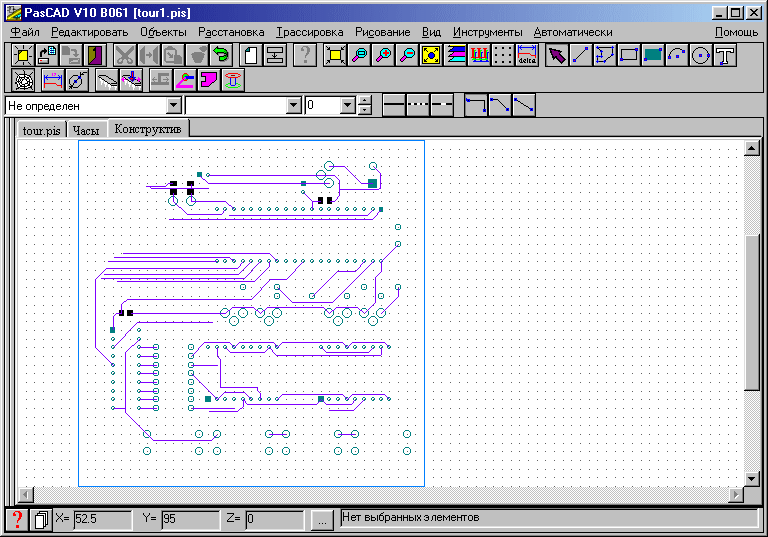 PasCAD V10 B061 [tour1.pis]
Файл Редактировать Объекты Расстановка Трассировка Рисование Вид Инструменты Автоматически Помощь
delta
Не определен 0
tour.pis Часы Конструктив
X= 52.5 Y= 95 Z= 0 ... Нет выбранных элементов